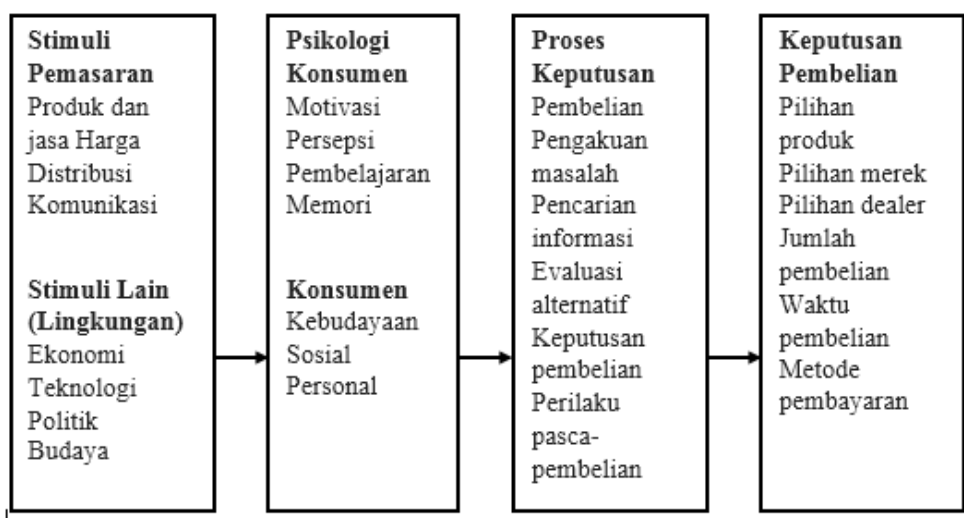 Stimuli
Pemasaran
Produk dan
jasa Harga
Distribusi
Komunikasi
Stimuli Lain
(Lingkungan)
Ekonomi
Teknologi
Politik
Budaya
Psikologi
Konsumen
Motivasi
Persepsi
Pembelajaran
Memori
Konsumen
Kebudayaan
Sosial
Personal
Proses
Keputusan
Pembelian
Pengakuan
masalah
Pencarian
informasi
Evaluasi
alternatif
Keputusan
pembelian
Perilaku
pasca-
pembelian
Keputusan
Pembelian
Pilihan
produk
Pilihan merek
Pilihan dealer
Jumlah
pembelian
Waktu
pembelian
Metode
pembayaran